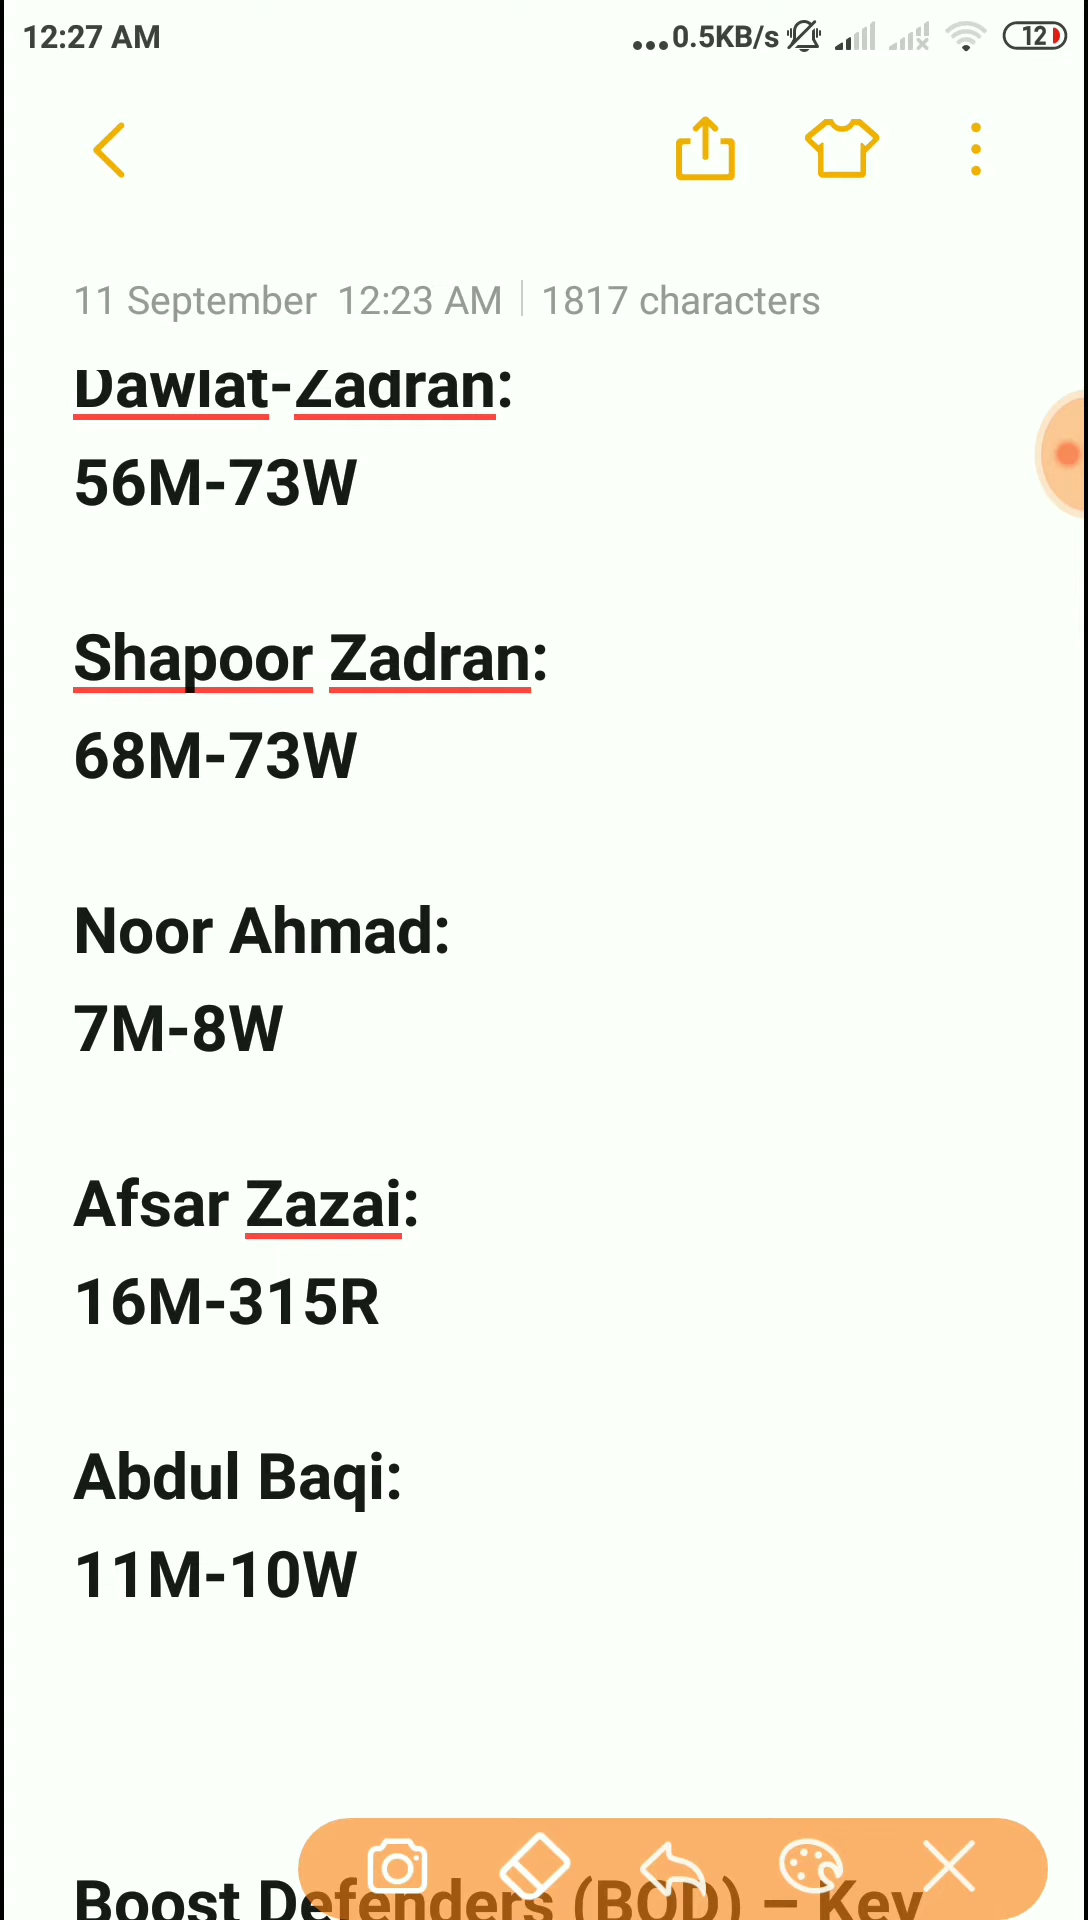 12:27 AM
...0.5KB/s
12
11 September 12:23 AM | 1817 characters
Dawlat-Zadran:
56M-73W
Shapoor Zadran:
68M-73W
Noor Ahmad:
7M-8W
Afsar Zazai:
16M-315R
Abdul Baqi:
11M-10W
Boost Defenders (BOD) – Key